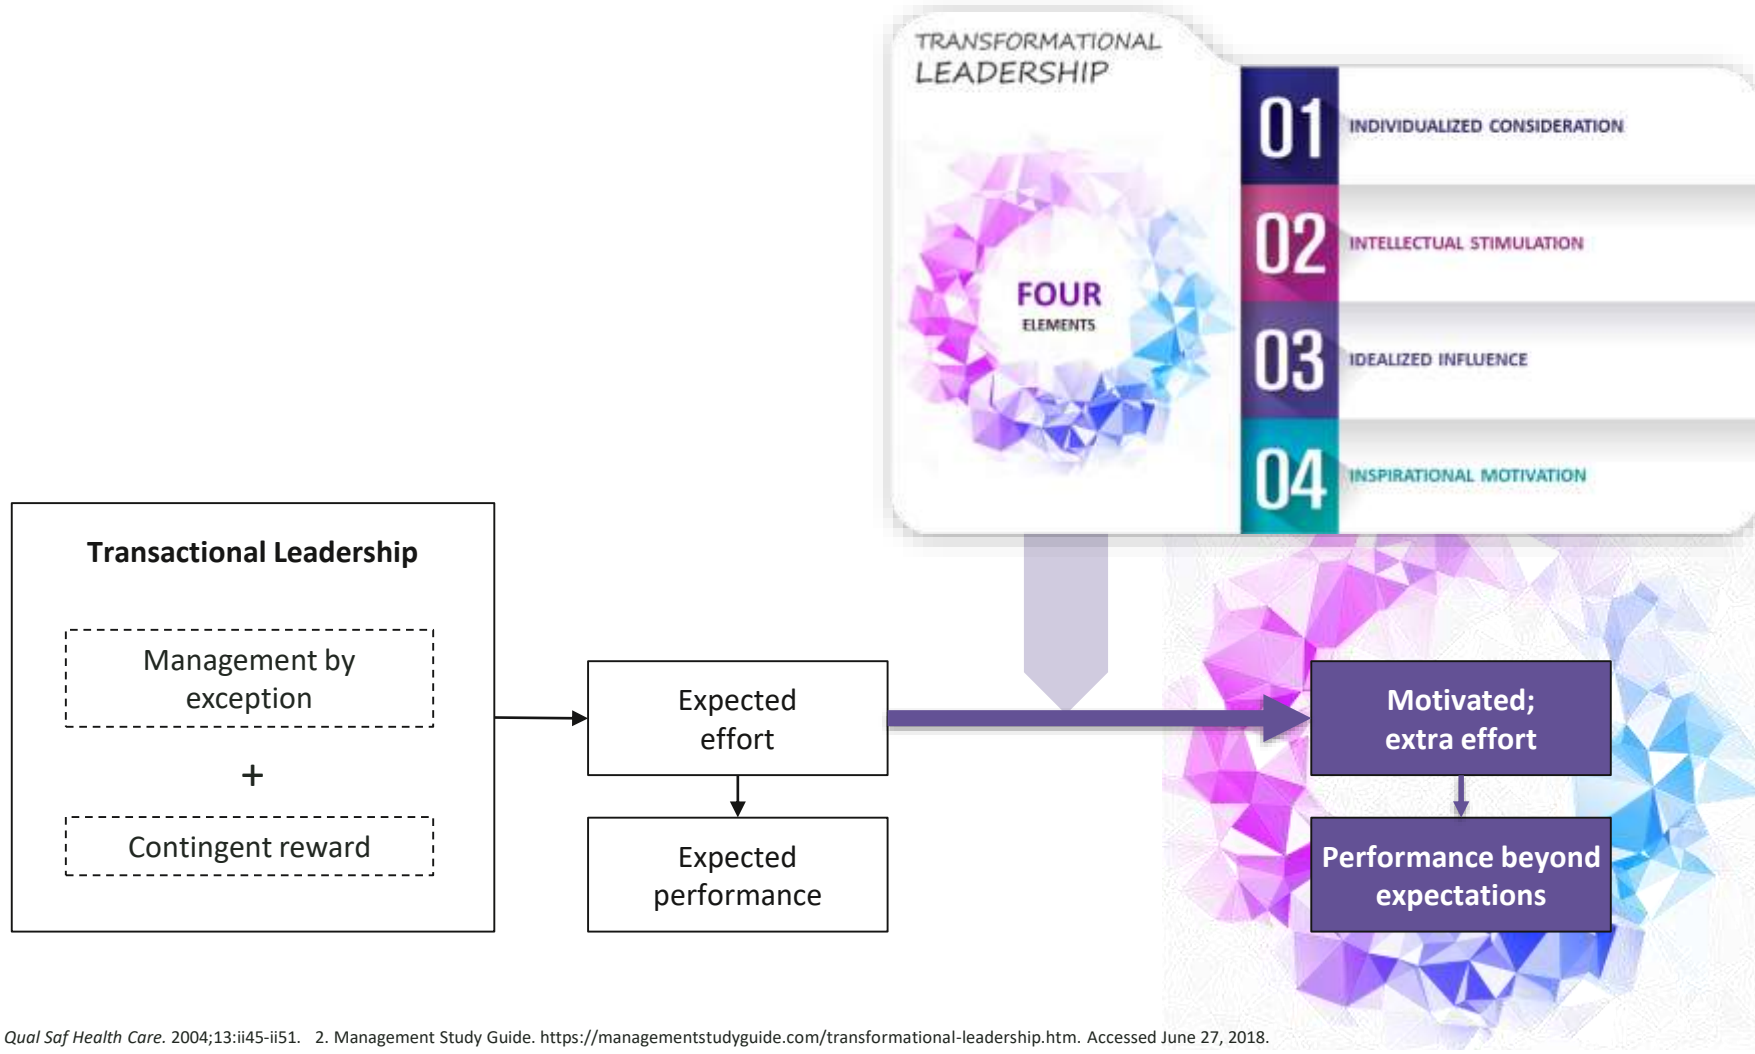 TRANSFORMATIONAL
LEADERSHIP
FOUR
ELEMENTS
01 INDIVIDUALIZED CONSIDERATION
02 INTELLECTUAL STIMULATION
03 IDEALIZED INFLUENCE
04 INSPIRATIONAL MOTIVATION
Transactional Leadership
Management by
exception
+
Contingent reward
Expected
effort
Expected
performance
Motivated;
extra effort
Performance beyond
expectations
Qual Saf Health Care. 2004;13:ii45-ii51. 2. Management Study Guide. https://managementstudyguide.com/transformational-leadership.htm. Accessed June 27, 2018.